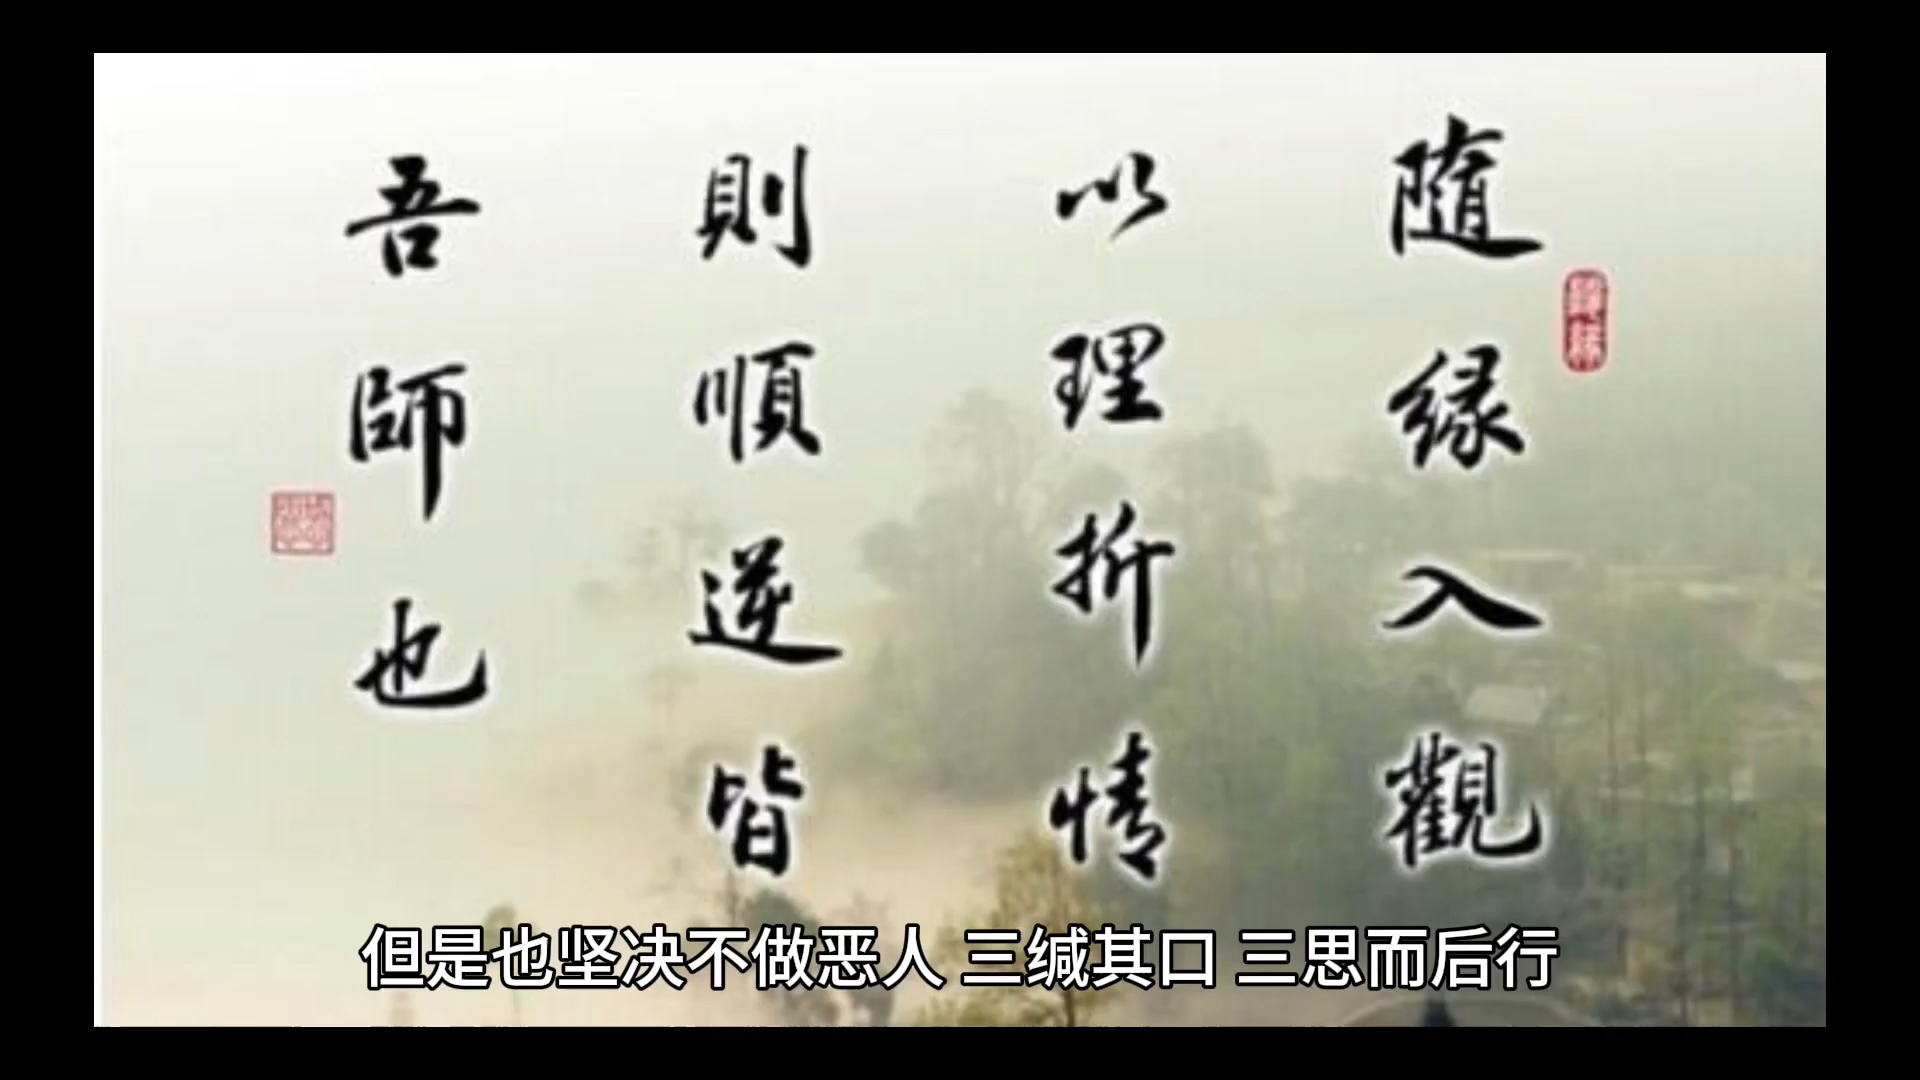 隨緣入觀
以理折情
則順逆皆
吾師也
但是也坚决不做恶人 三缄其口 三思而后行